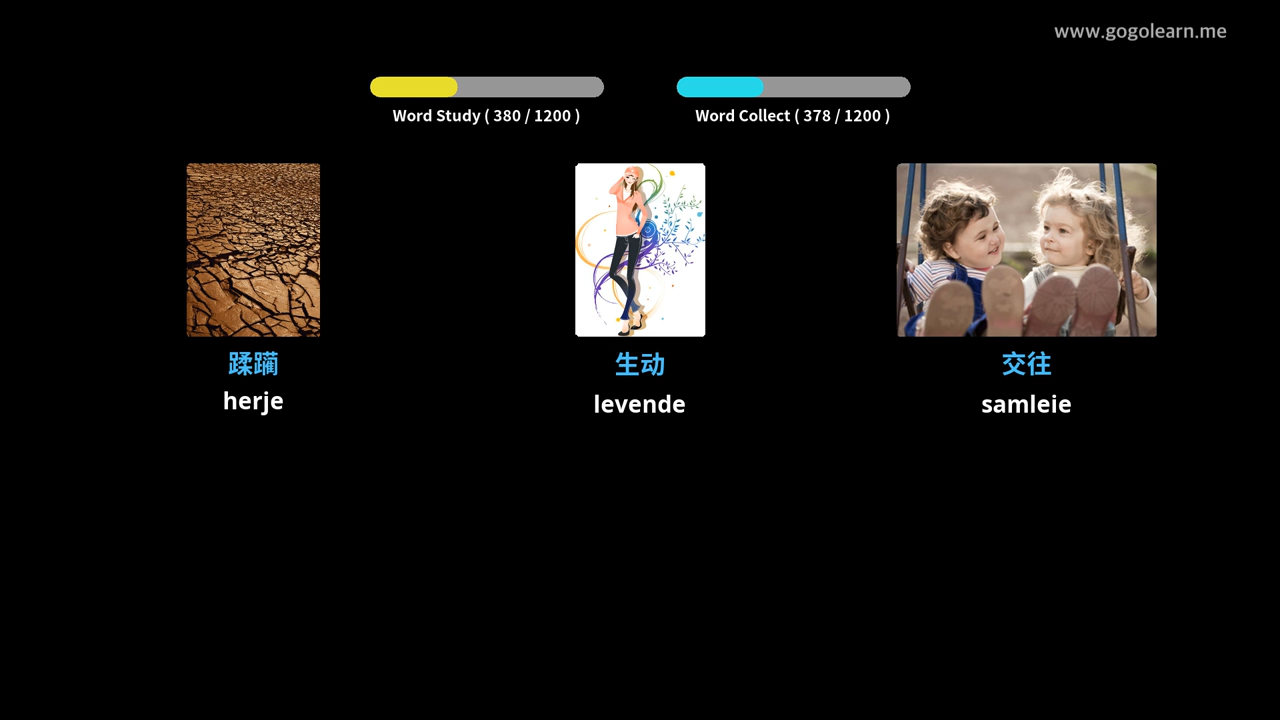 www.gogolearn.me
Word Study ( 380 / 1200 )
Word Collect ( 378 / 1200 )
蹂躏
herje
生动
levende
交往
samleie